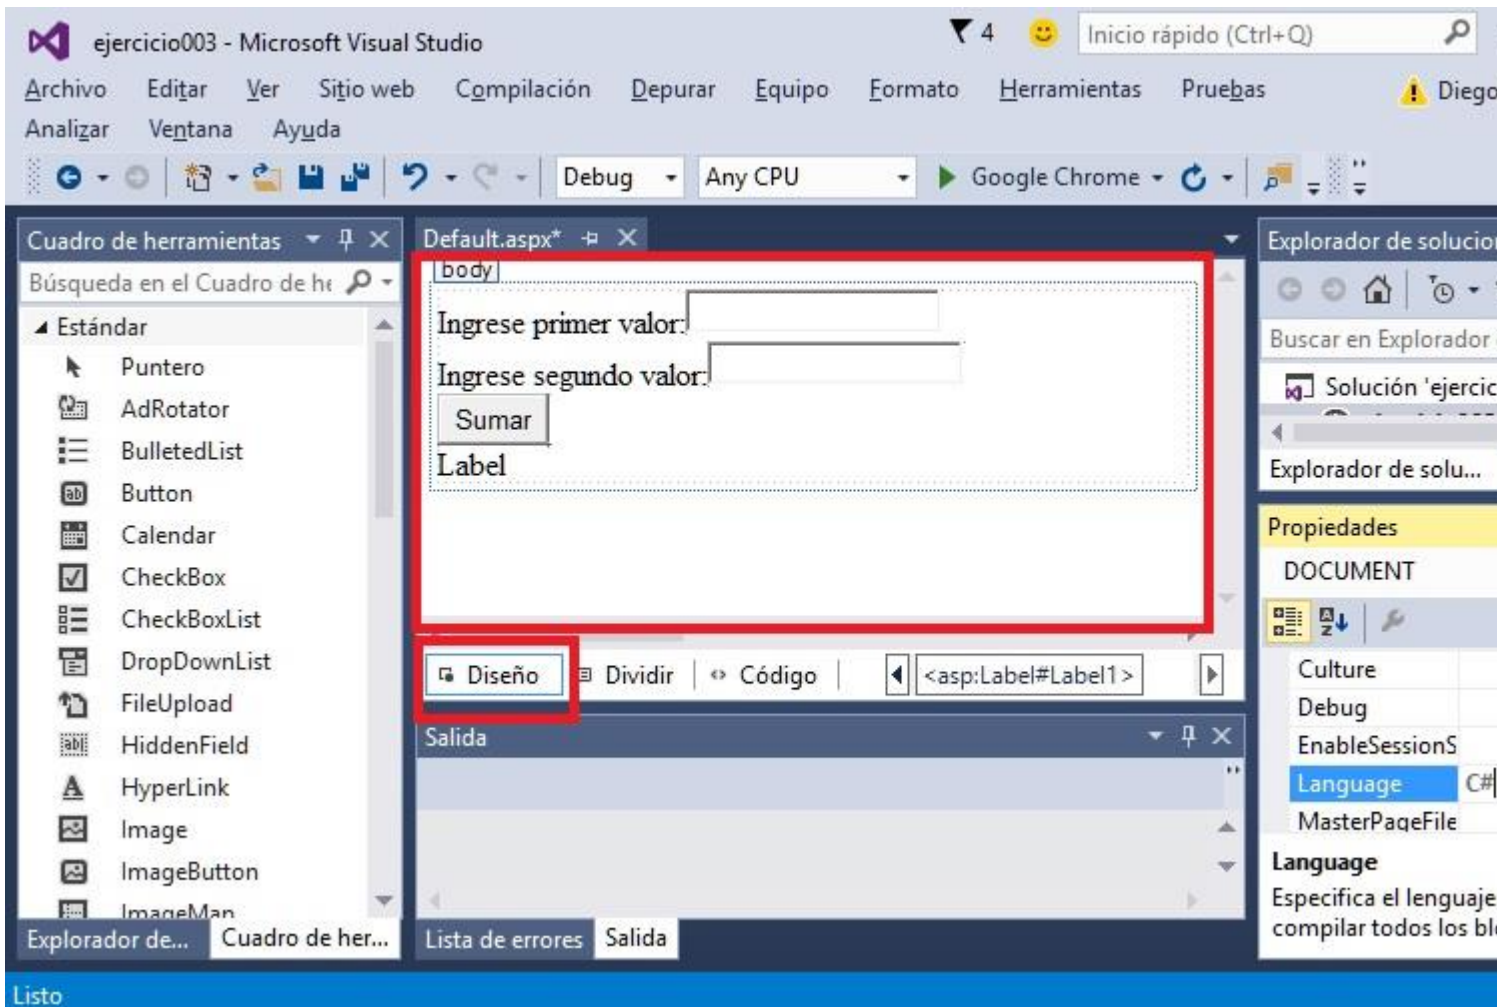 ejercicio003 - Microsoft Visual Studio
4
Inicio rápido (Ctrl+Q)
Archivo Editar Ver Sitio web Compilación Depurar Equipo Formato Herramientas Pruebas
Diego
Analizar Ventana Ayuda
Debug Any CPU Google Chrome
Cuadro de herramientas
Búsqueda en el Cuadro de he
Estándar
Puntero
AdRotator
BulletedList
Button
Calendar
CheckBox
CheckBoxList
DropDownList
FileUpload
HiddenField
HyperLink
Image
ImageButton
ImageMap
Explorador de... Cuadro de her...
Default.aspx*
body
Ingrese primer valor:
Ingrese segundo valor:
Sumar
Label
Diseño Dividir Código <asp:Label#Label1>
Salida
Lista de errores Salida
Explorador de solucion
Buscar en Explorador
Solución 'ejercic
Explorador de solu...
Propiedades
DOCUMENT
Culture
Debug
EnableSessionS
Language C#
MasterPageFile
Language
Especifica el lenguaje
compilar todos los blo
Listo